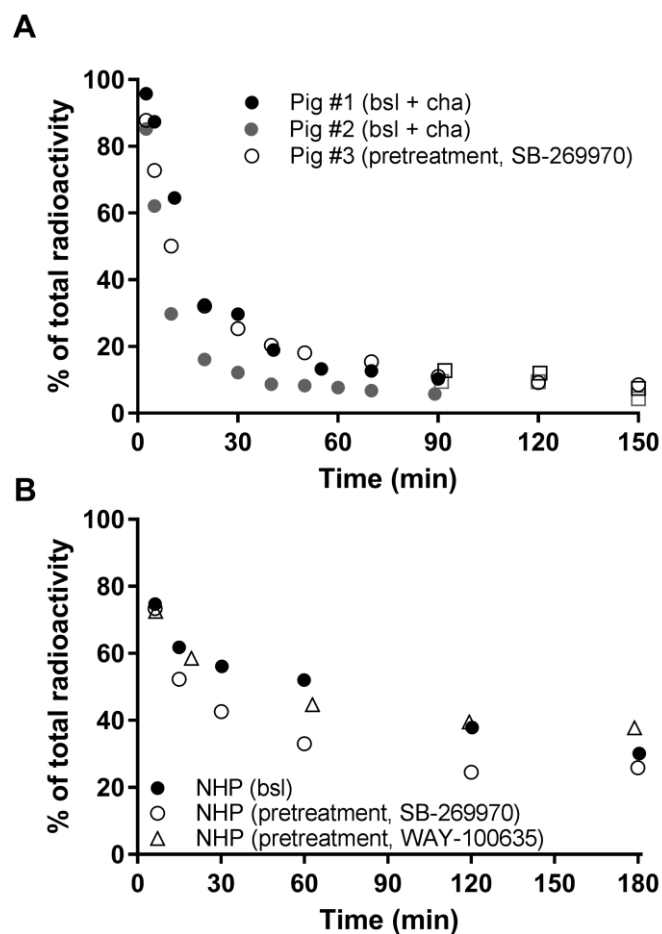 A
% of total radioactivity
100
80
60
40
20
0
Pig #1 (bsl + cha)
Pig #2 (bsl + cha)
Pig #3 (pretreatment, SB-269970)
0 30 60 90 120 150
Time (min)
B
% of total radioactivity
100
80
60
40
20
0
NHP (bsl)
NHP (pretreatment, SB-269970)
NHP (pretreatment, WAY-100635)
0 30 60 90 120 150 180
Time (min)